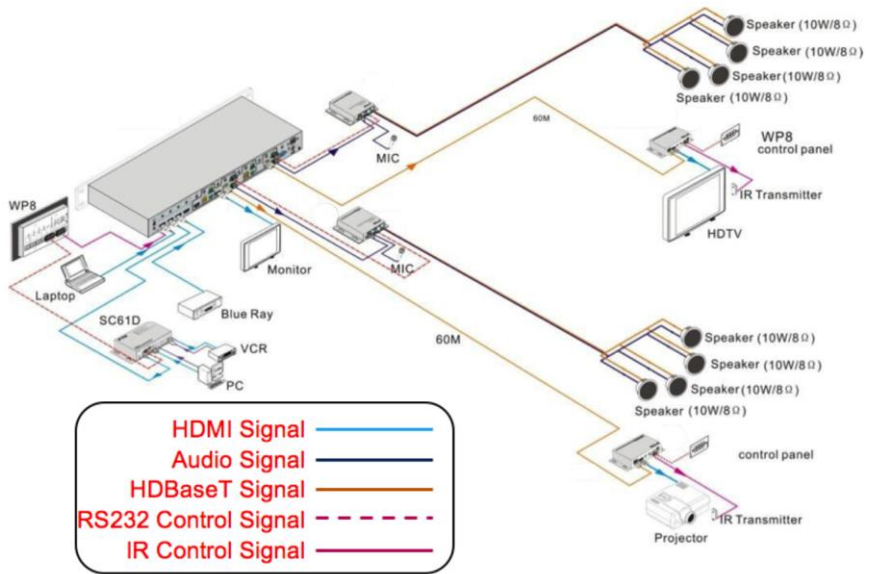 Speaker (10W/8Ω)
Speaker (10W/8Ω)
Speaker (10W/8Ω)
Speaker (10W/8Ω)
60M
MIC
WP8
control panel
IR Transmitter
HDTV
WP8
Laptop
Monitor
MIC
Blue Ray
SC61D
VCR
PC
60M
Speaker (10W/8Ω)
Speaker (10W/8Ω)
Speaker(10W/8Ω)
Speaker (10W/8Ω)
control panel
IR Transmitter
Projector
HDMI Signal
Audio Signal
HDBaseT Signal
RS232 Control Signal
IR Control Signal